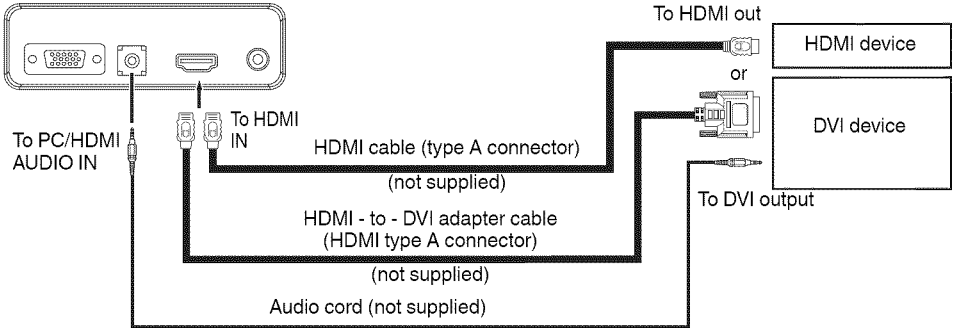 To HDMI out
HDMI device
or
To HDMI
IN
To PC/HDMI
AUDIO IN
DVI device
HDMI cable (type A connector)
(not supplied)
To DVI output
HDMI - to - DVI adapter cable
(HDMI type A connector)
(not supplied)
Audio cord (not supplied)